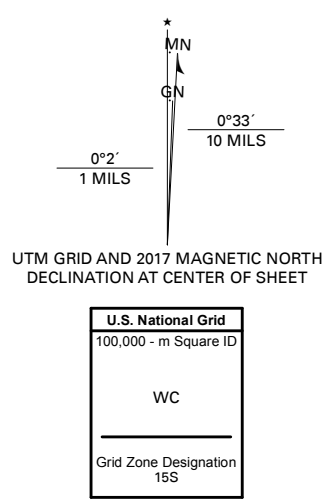 ★
MN
GN
0°33´
10 MILS
0°2´
1 MILS
UTM GRID AND 2017 MAGNETIC NORTH
DECLINATION AT CENTER OF SHEET
U.S. National Grid
100,000 - m Square ID
WC
Grid Zone Designation
15S